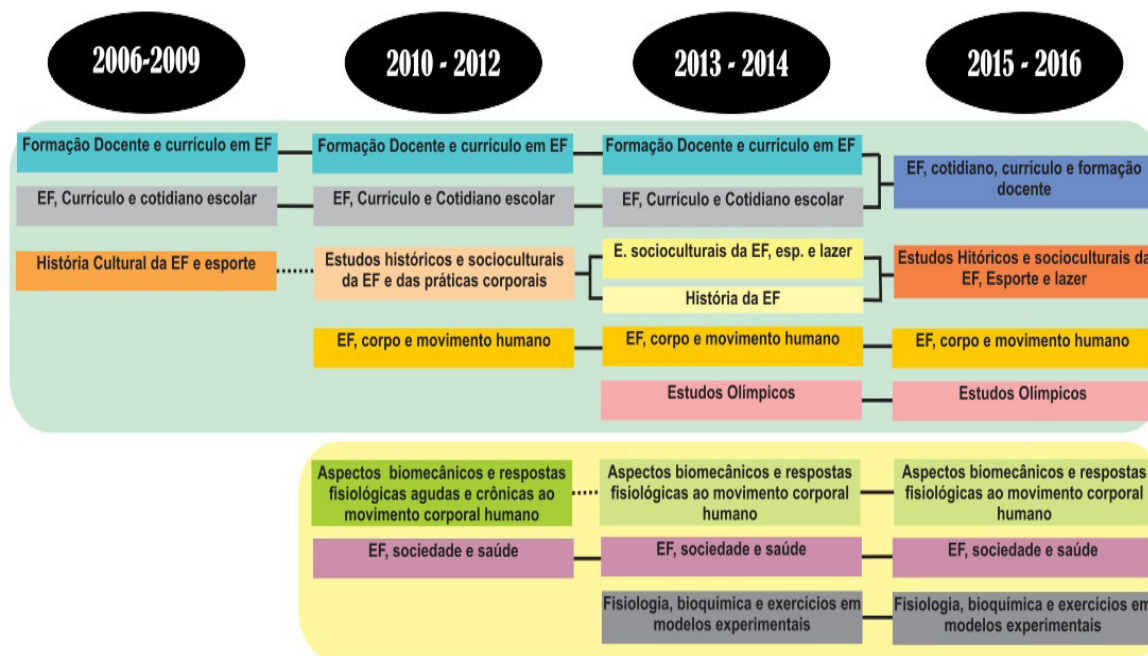 2006-2009
2010 - 2012
2013 - 2014
2015 - 2016
Formação Docente e currículo em EF
Formação Docente e currículo em EF
Formação Docente e currículo em EF
EF, cotidiano, currículo e formação
docente
EF, Currículo e cotidiano escolar
EF, Currículo e Cotidiano escolar
EF, Currículo e Cotidiano escolar
História Cultural da EF e esporte
Estudos históricos e socioculturais
da EF e das práticas corporais
E. socioculturais da EF, esp. e lazer
História da EF
Estudos Hitóricos e socioculturais da
EF, Esporte e lazer
EF, corpo e movimento humano
EF, corpo e movimento humano
EF, corpo e movimento humano
Estudos Olímpicos
Estudos Olímpicos
Aspectos biomecânicos e respostas
fisiológicas agudas e crônicas ao
movimento corporal humano
Aspectos biomecânicos e respostas
fisiológicas ao movimento corporal
humano
Aspectos biomecânicos e respostas
fisiológicas ao movimento corporal
humano
EF, sociedade e saúde
EF, sociedade e saúde
EF, sociedade e saúde
Fisiologia, bioquímica e exercícios em
modelos experimentais
Fisiologia, bioquímica e exercícios em
modelos experimentais